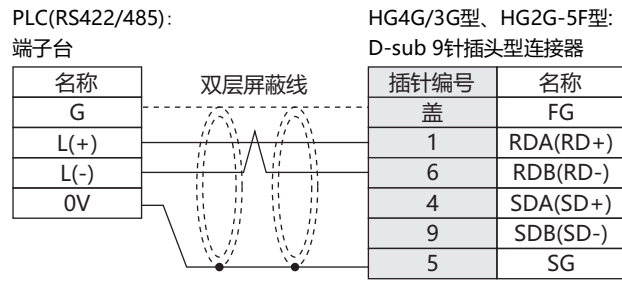 PLC(RS422/485):
端子台
HG4G/3G型、HG2G-5F型:
D-sub 9针插头型连接器
名称
G
L(+)
L(-)
0V
双层屏蔽线
插针编号 名称
盖 FG
1 RDA(RD+)
6 RDB(RD-)
4 SDA(SD+)
9 SDB(SD-)
5 SG